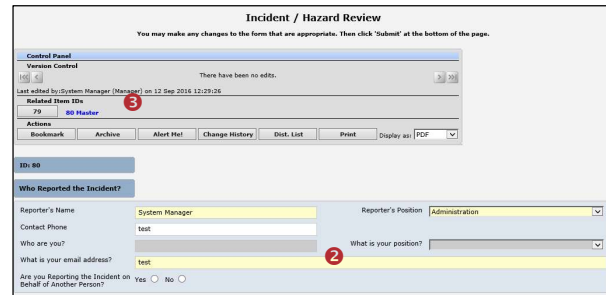 Incident / Hazard Review
You may make any changes to the form that are appropriate. Then click 'Submit' at the bottom of the page.
Control Panel
Version Control
There have been no edits.
Last edited by:System Manager (Manager) on 12 Sep 2016 12:29:26
Related Item IDs
3
79 80 Master
Actions
Bookmark Archive Alert Me! Change History Dist. List Print Display as: PDF
ID: 80
Who Reported the Incident?
Reporter's Name System Manager Reporter's Position Administration
Contact Phone test
Who are you? What is your position?
What is your email address? test
2
Are you Reporting the Incident on Behalf of Another Person? Yes No